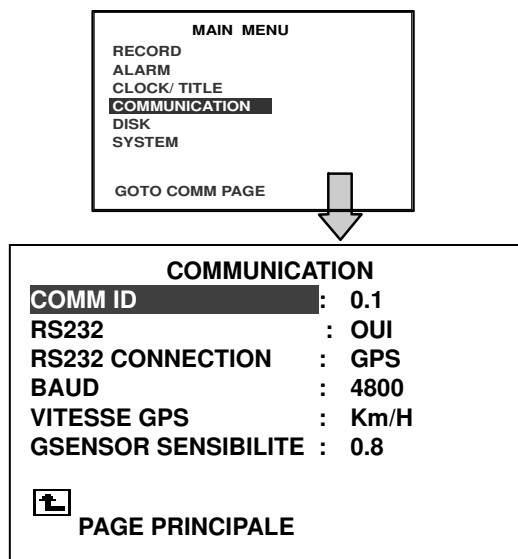 MAIN MENU
RECORD
ALARM
CLOCK/ TITLE
COMMUNICATION
DISK
SYSTEM
GOTO COMM PAGE
COMMUNICATION
COMM ID : 0.1
RS232 : OUI
RS232 CONNECTION : GPS
BAUD : 4800
VITESSE GPS : Km/H
GSENSOR SENSIBILITE : 0.8
PAGE PRINCIPALE